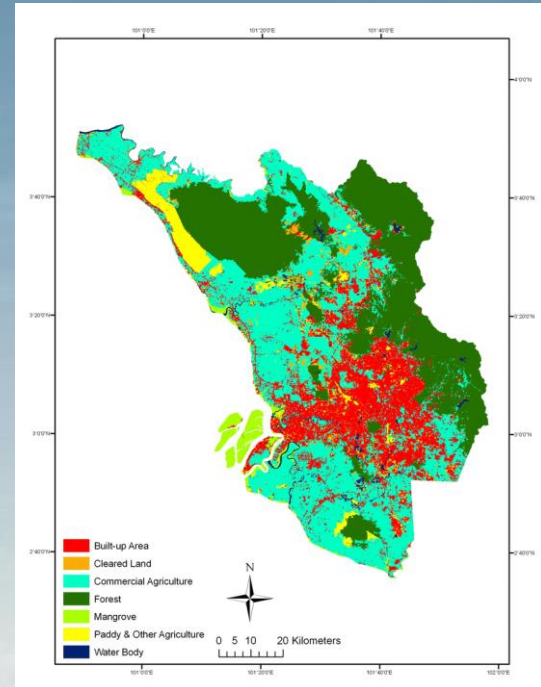 101°0'0"E 101°20'0"E 101°40'0"E
4°0'0"N
3°40'0"N 3°40'0"N
3°20'0"N 3°20'0"N
3°0'0"N 3°0'0"N
2°40'0"N 2°40'0"N
Built-up Area
Cleared Land
Commercial Agriculture
Forest
Mangrove
Paddy & Other Agriculture
Water Body
N
0 5 10 20 Kilometers
101°0'0"E 101°20'0"E 101°40'0"E 102°0'0"E